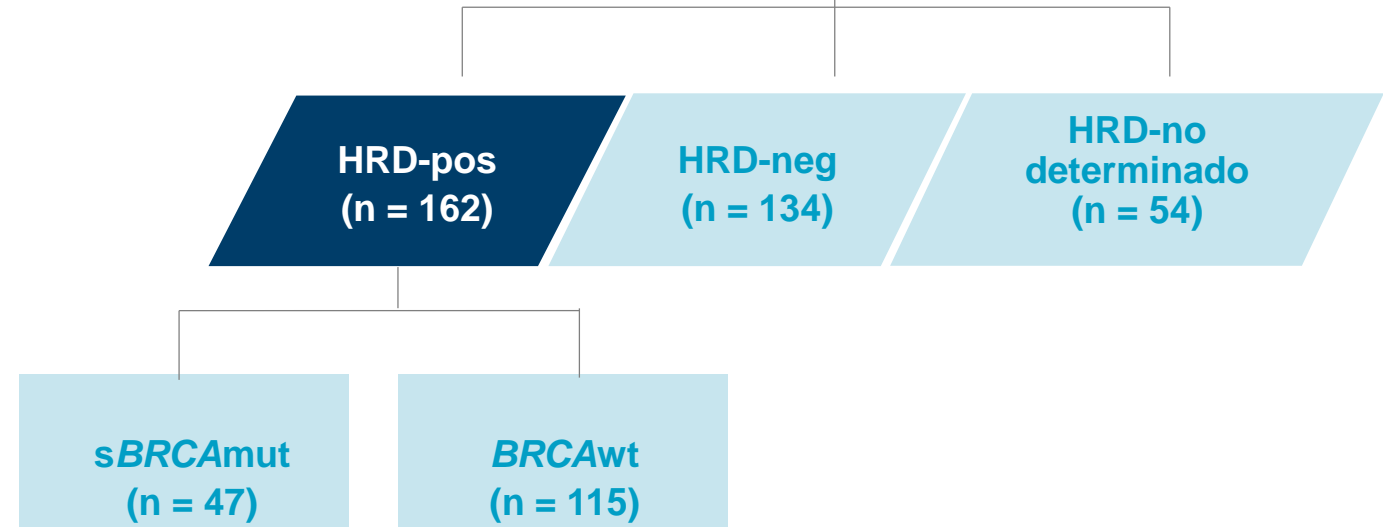 HRD-pos
(n = 162)
HRD-neg
(n = 134)
HRD-no
determinado
(n = 54)
sBRCAmut
(n = 47)
BRCAwt
(n = 115)